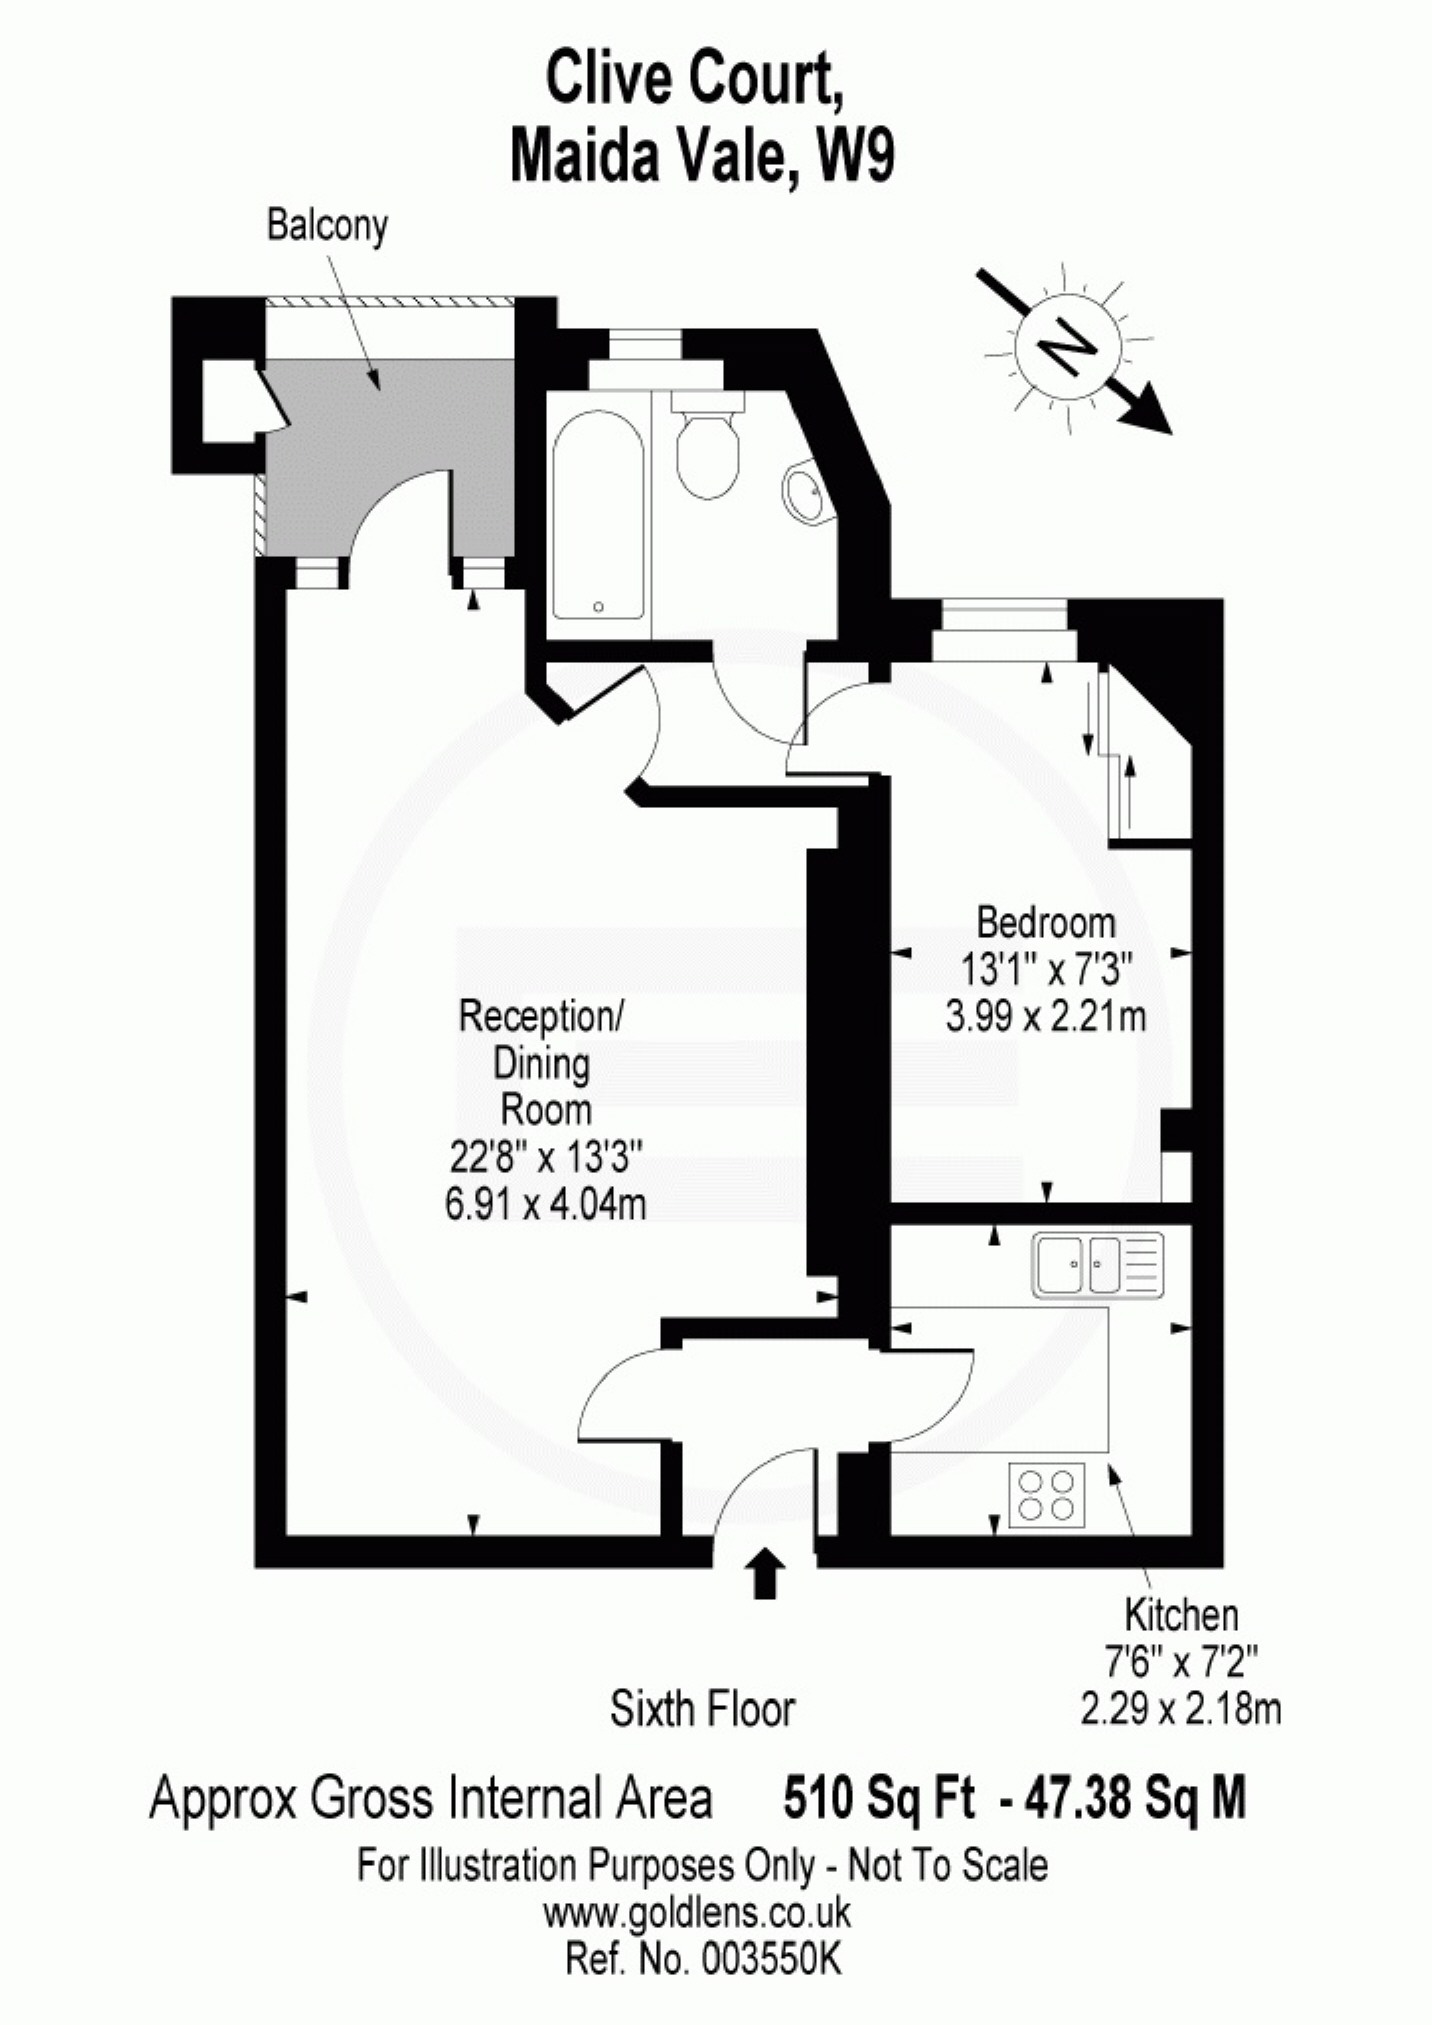 Clive Court,
Maida Vale, W9
Balcony
N
Bedroom
13'1" x 7'3"
3.99 x 2.21m
Reception/
Dining
Room
22'8" x 13'3"
6.91 x 4.04m
Kitchen
7'6" x 7'2"
2.29 x 2.18m
Sixth Floor
Approx Gross Internal Area 510 Sq Ft - 47.38 Sq M
For Illustration Purposes Only - Not To Scale
www.goldlens.co.uk
Ref. No. 003550K